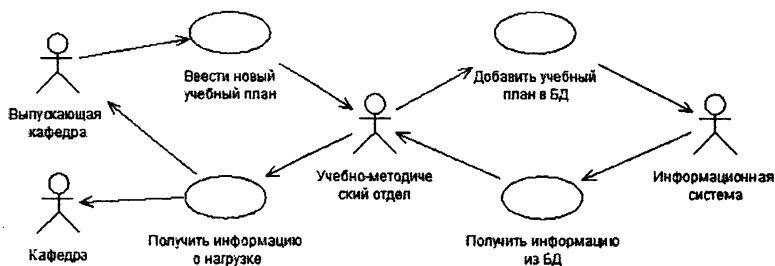 Ввести новый
учебный план
Добавить учебный
план в БД
Выпускающая
кафедра
Учебно-методиче
ский отдел
Информационная
система
Кафедра
Получить информацию
о нагрузке
Получить информацию
из БД